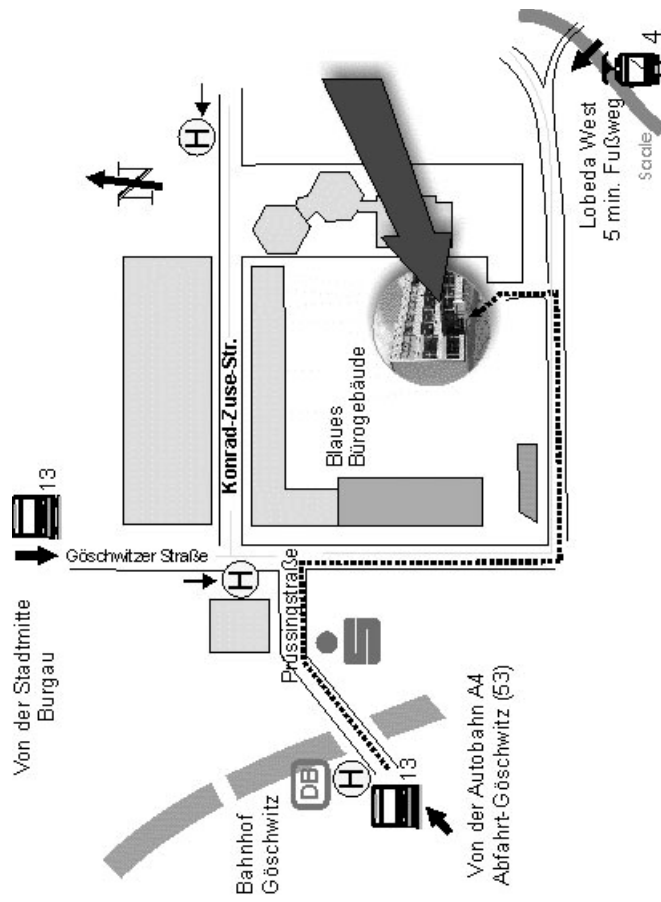 Von der Stadtmitte
Burgau
13
Göschwitzer Straße
H
Konrad-Zuse-Str.
H
N
Bahnhof
Göschwitz
DB
H
Prüssingstraße
Blaues
Bürogebäude
13
Von der Autobahn A4
Abfahrt-Göschwitz (53)
Lobeda West
5 min. Fußweg
Saale
4